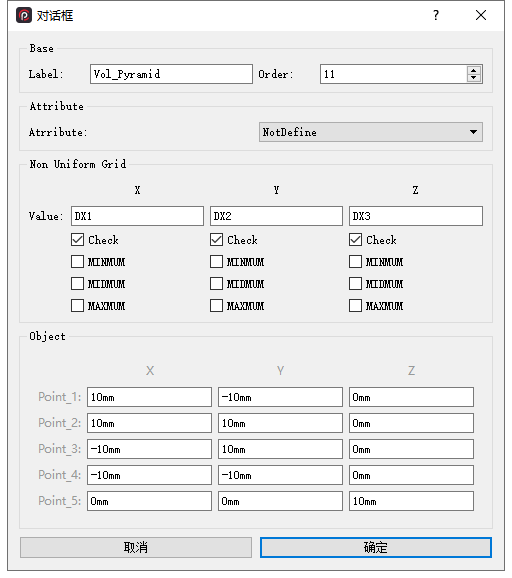 对话框
Base
Label: Vol_Pyramid Order: 11
Attribute
Atrribute: NotDefine
Non Uniform Grid
X Y Z
Value: DX1 DX2 DX3
Check Check Check
MINMUM MINMUM MINMUM
MIDMUM MIDMUM MIDMUM
MAXMUM MAXMUM MAXMUM
Object
X Y Z
Point_1: 10mm -10mm 0mm
Point_2: 10mm 10mm 0mm
Point_3: -10mm 10mm 0mm
Point_4: -10mm -10mm 0mm
Point_5: 0mm 0mm 10mm
取消 确定